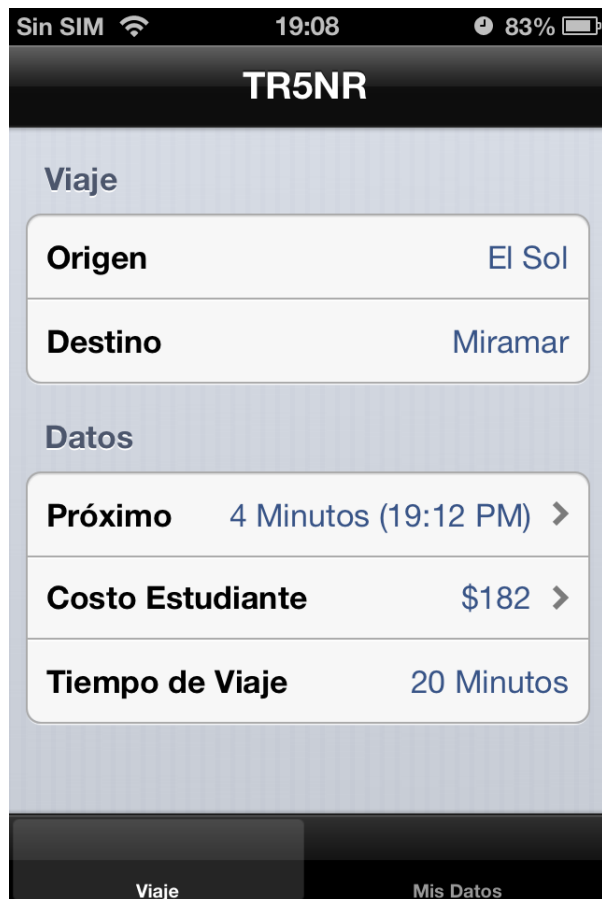 Sin SIM 19:08 83%
TR5NR
Viaje
Origen El Sol
Destino Miramar
Datos
Próximo 4 Minutos (19:12 PM)
Costo Estudiante $182
Tiempo de Viaje 20 Minutos
Viaje Mis Datos